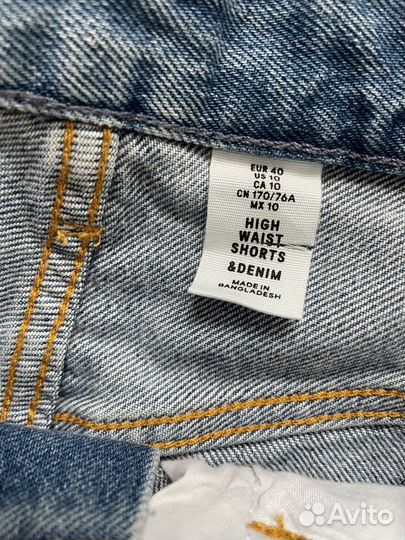 EUR 40
US 10
CA 10
CN 170/76A
MX 10
HIGH
WAIST
SHORTS
&DENIM
MADE IN
BANGLADESH
Avito